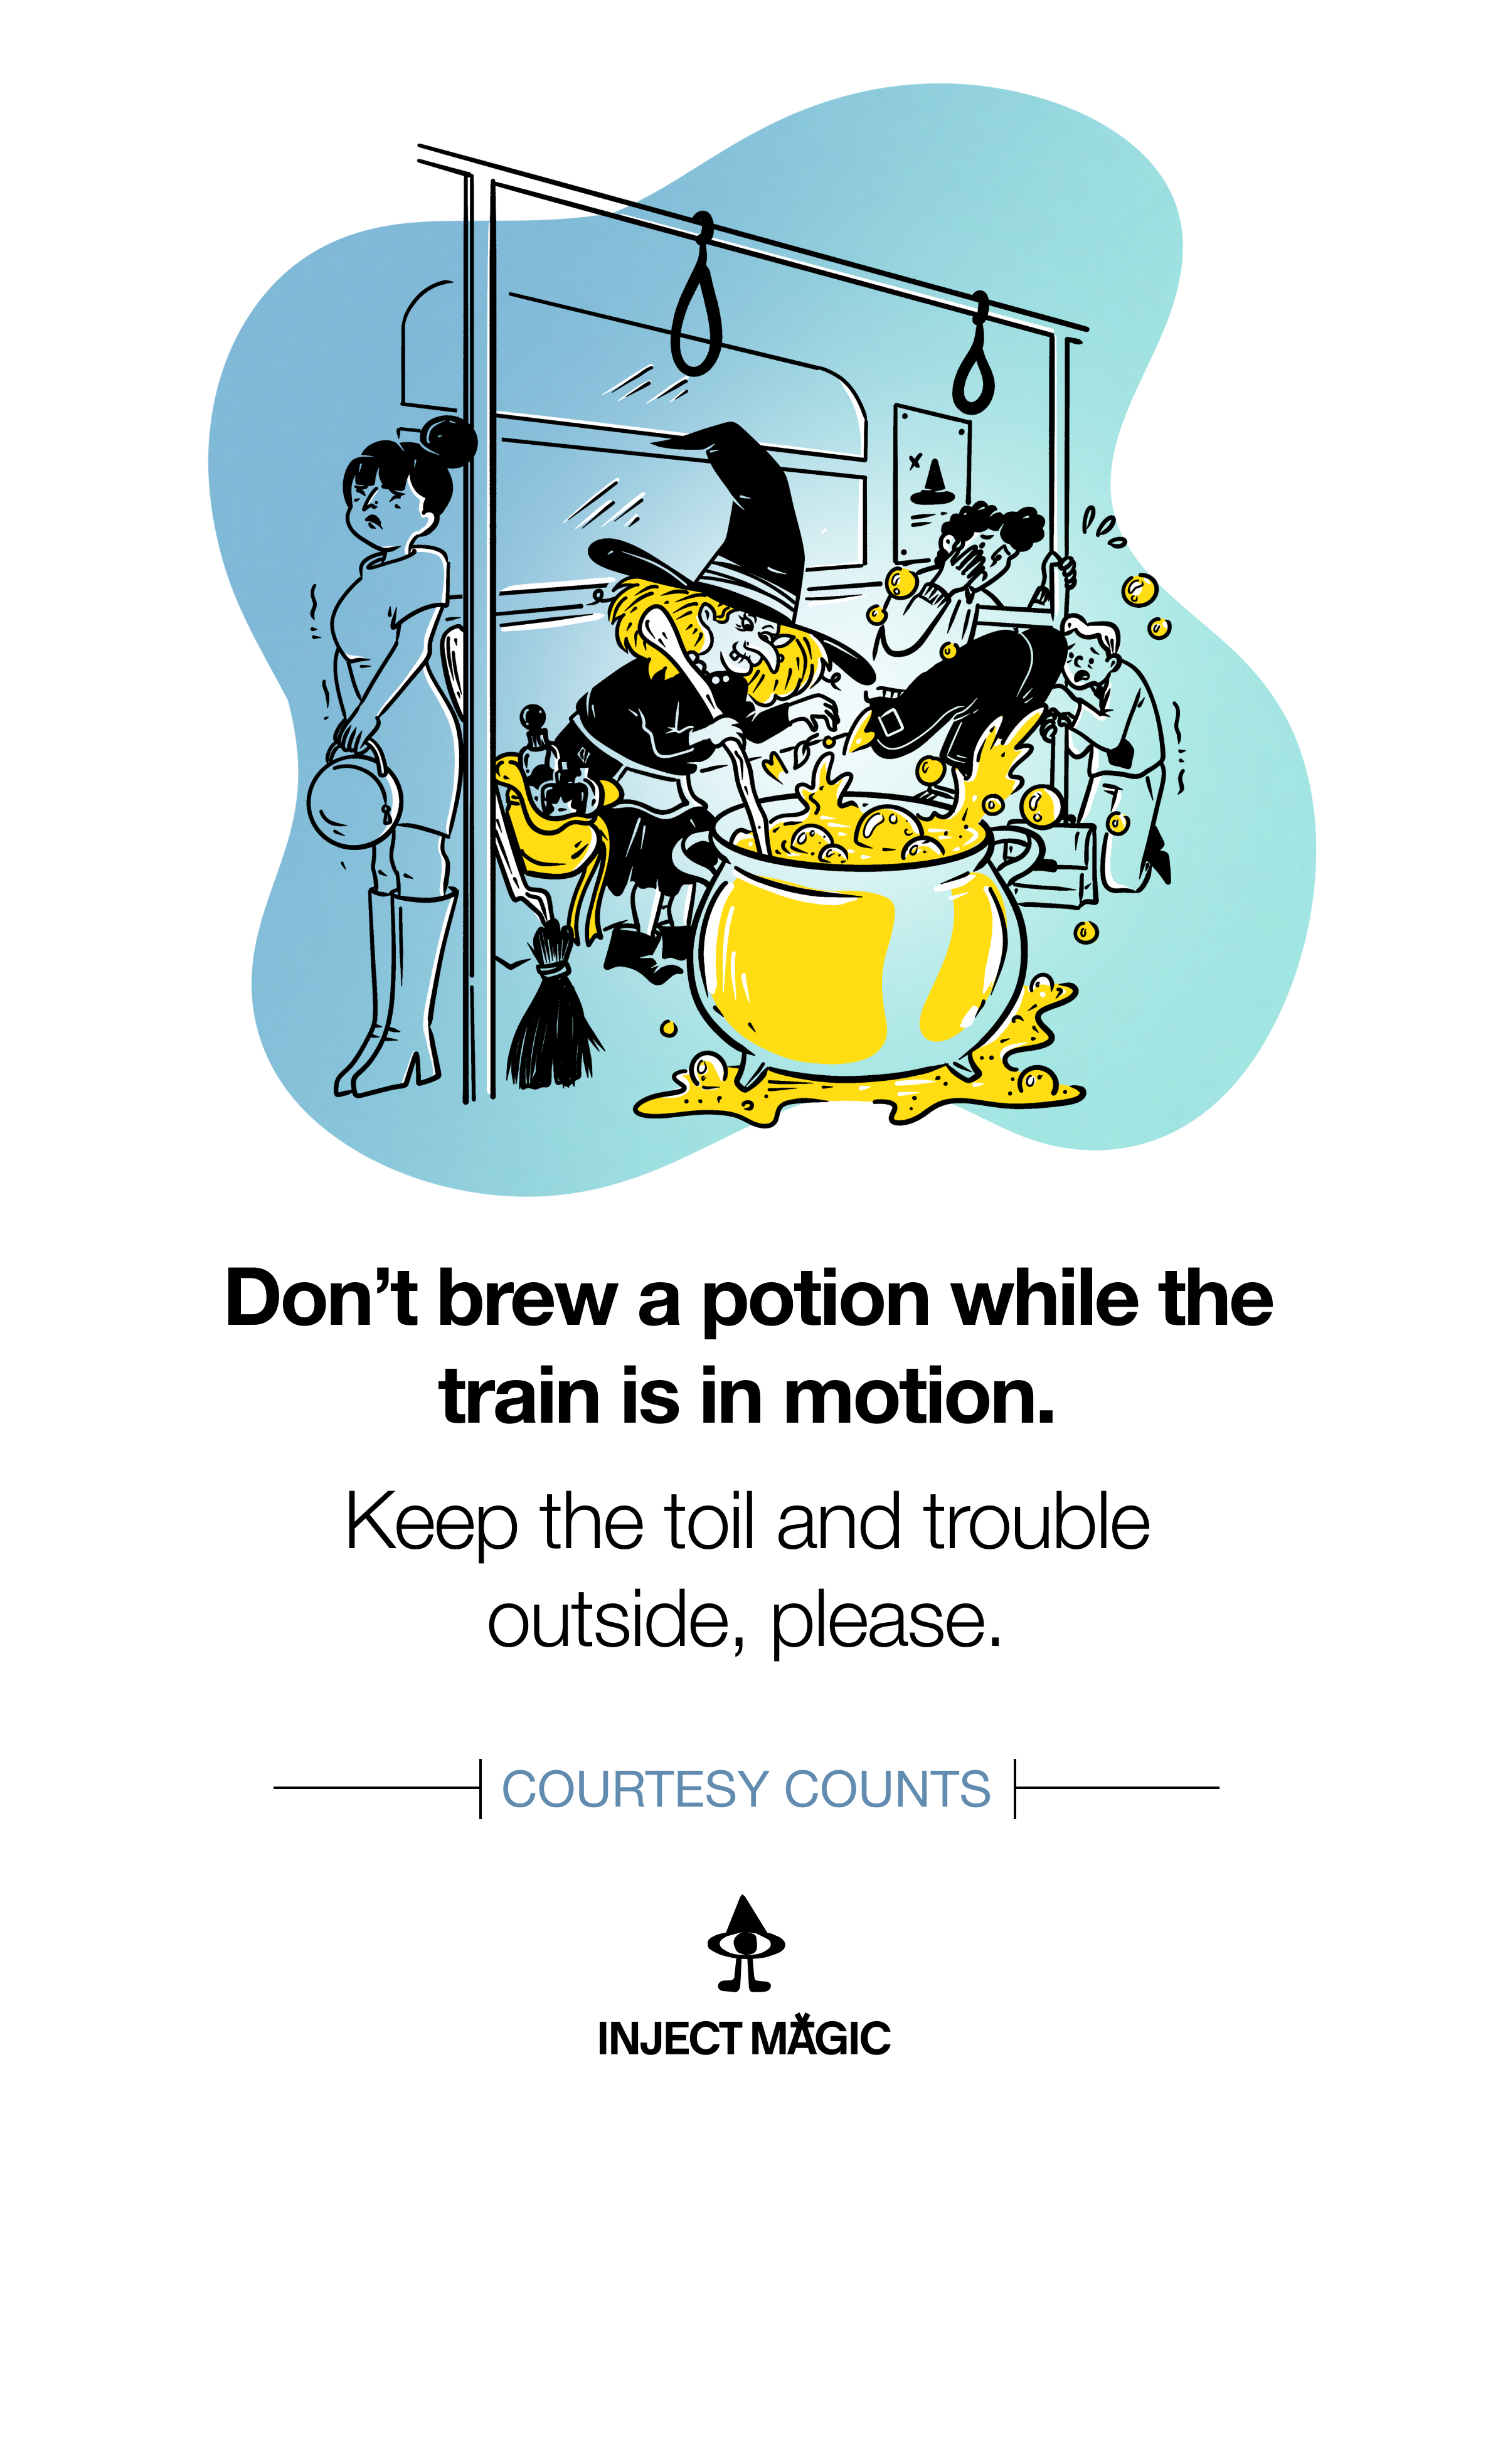 Don’t brew a potion while the
train is in motion.
Keep the toil and trouble
outside, please.
COURTESY COUNTS
INJECT MAGIC